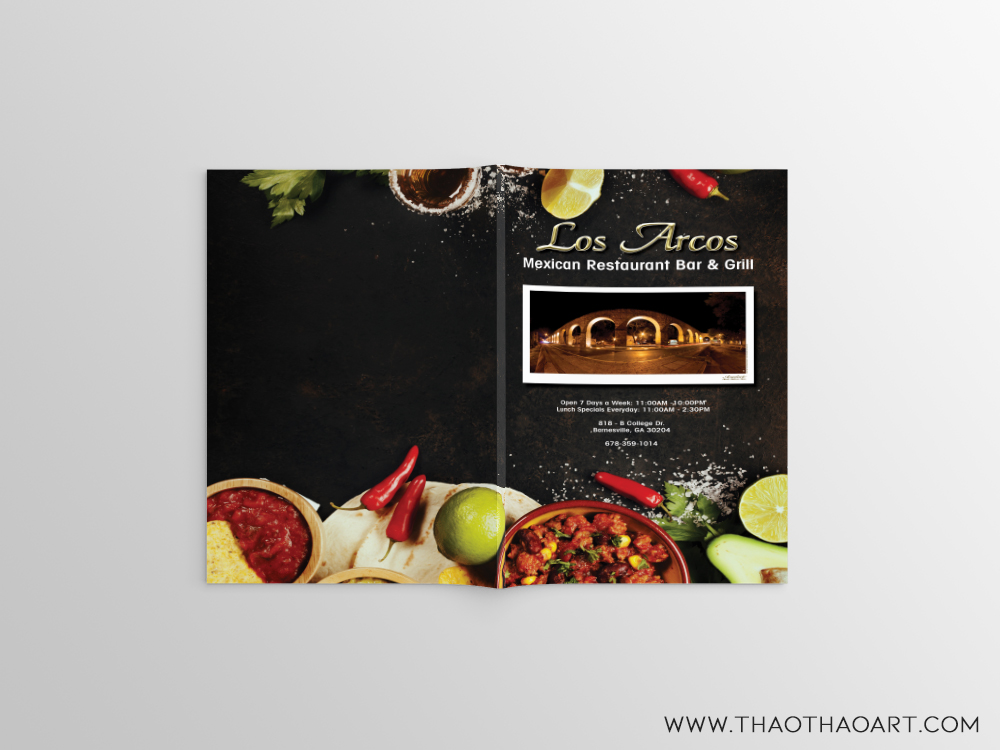 Los Arcos
Mexican Restaurant Bar & Grill
Open 7 Days a Week: 11:00AM -10:00PM
Lunch Specials Everyday: 11:00AM - 2:30PM
818 - B College Dr.
Barnesville, GA 30204
678-359-1014
WWW.THAOTHAOART.COM